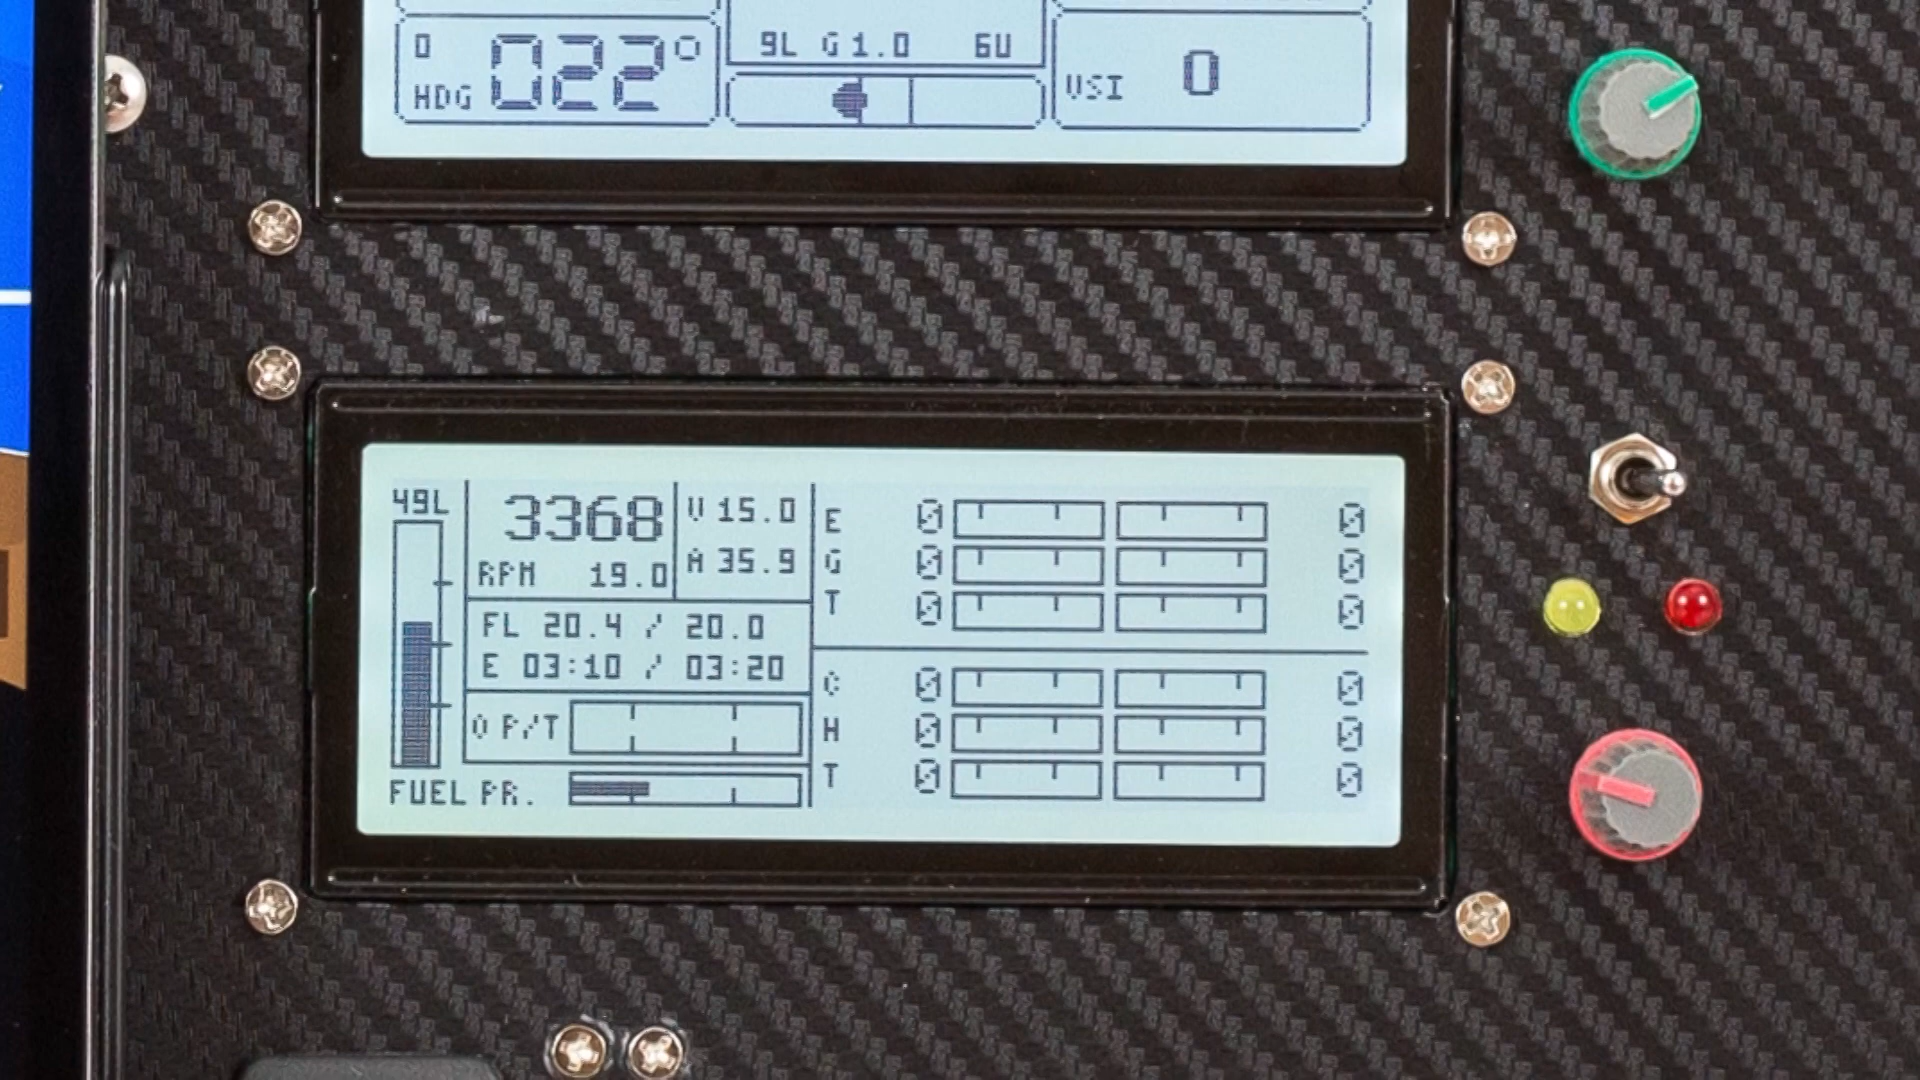 0
HDG 022°
9L G 1.0 6U
VSI 0
49L
3368
RPM 19.0
V 15.0
A 35.9
FL 20.4 / 20.0
E 03:10 / 03:20
O P/T
FUEL PR.
E 0 0
G 0 0
T 0 0
C 0 0
H 0 0
T 0 0